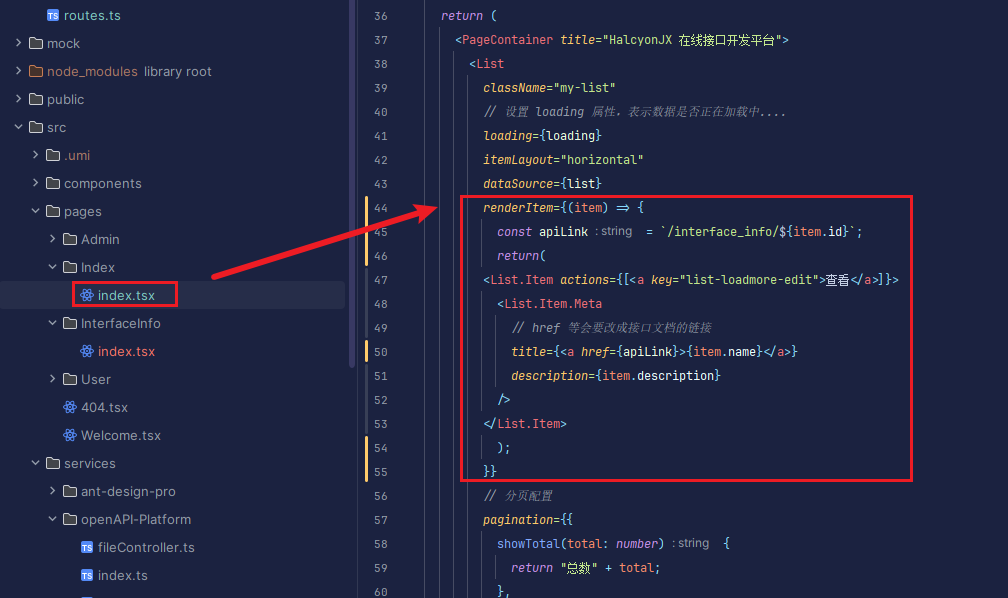 routes.ts
mock
node_modules library root
public
src
.umi
components
pages
Admin
Index
index.tsx
InterfaceInfo
index.tsx
User
404.tsx
Welcome.tsx
services
ant-design-pro
openAPI-Platform
fileController.ts
index.ts
36 return (
37 <PageContainer title="HalcyonJX 在线接口开发平台">
38 <List
39 className="my-list"
40 // 设置 loading 属性，表示数据是否正在加载中....
41 loading={loading}
42 itemLayout="horizontal"
43 dataSource={list}
44 renderItem={(item) => {
45 const apiLink : string = `/interface_info/${item.id}`;
46 return(
47 <List.Item actions={[<a key="list-loadmore-edit">查看</a>]}>
48 <List.Item.Meta
49 // href 等会要改成接口文档的链接
50 title={<a href={apiLink}>{item.name}</a>}
51 description={item.description}
52 />
53 </List.Item>
54 );
55 }}
56 // 分页配置
57 pagination={{
58 showTotal(total: number) : string {
59 return "总数" + total;
60 },